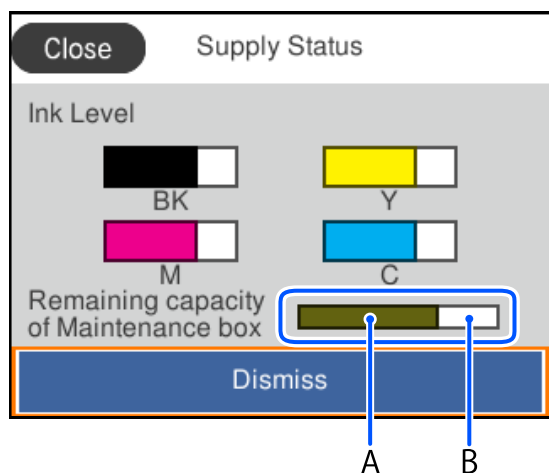 Close
Supply Status
Ink Level
BK
Y
M
C
Remaining capacity
of Maintenance box
Dismiss
A
B